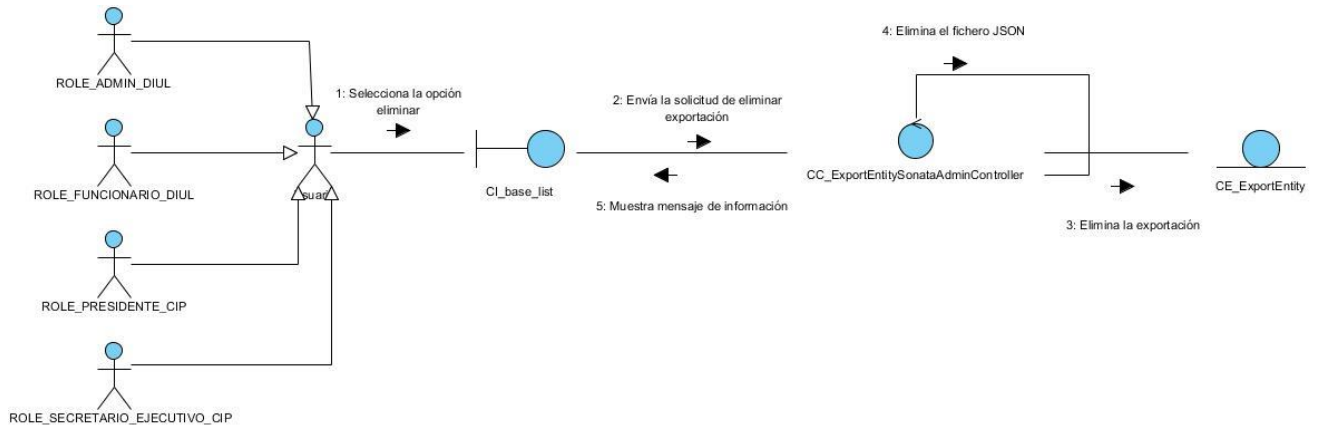 4: Elimina el fichero JSON
ROLE_ADMIN_DIUL
1: Selecciona la opción
eliminar
2: Envía la solicitud de eliminar
exportación
CC_ExportEntitySonataAdminController
CI_base_list
CE_ExportEntity
ROLE_FUNCIONARIO_DIUL
suari
5: Muestra mensaje de información
3: Elimina la exportación
ROLE_PRESIDENTE_CIP
ROLE_SECRETARIO_EJECUTIVO_CIP